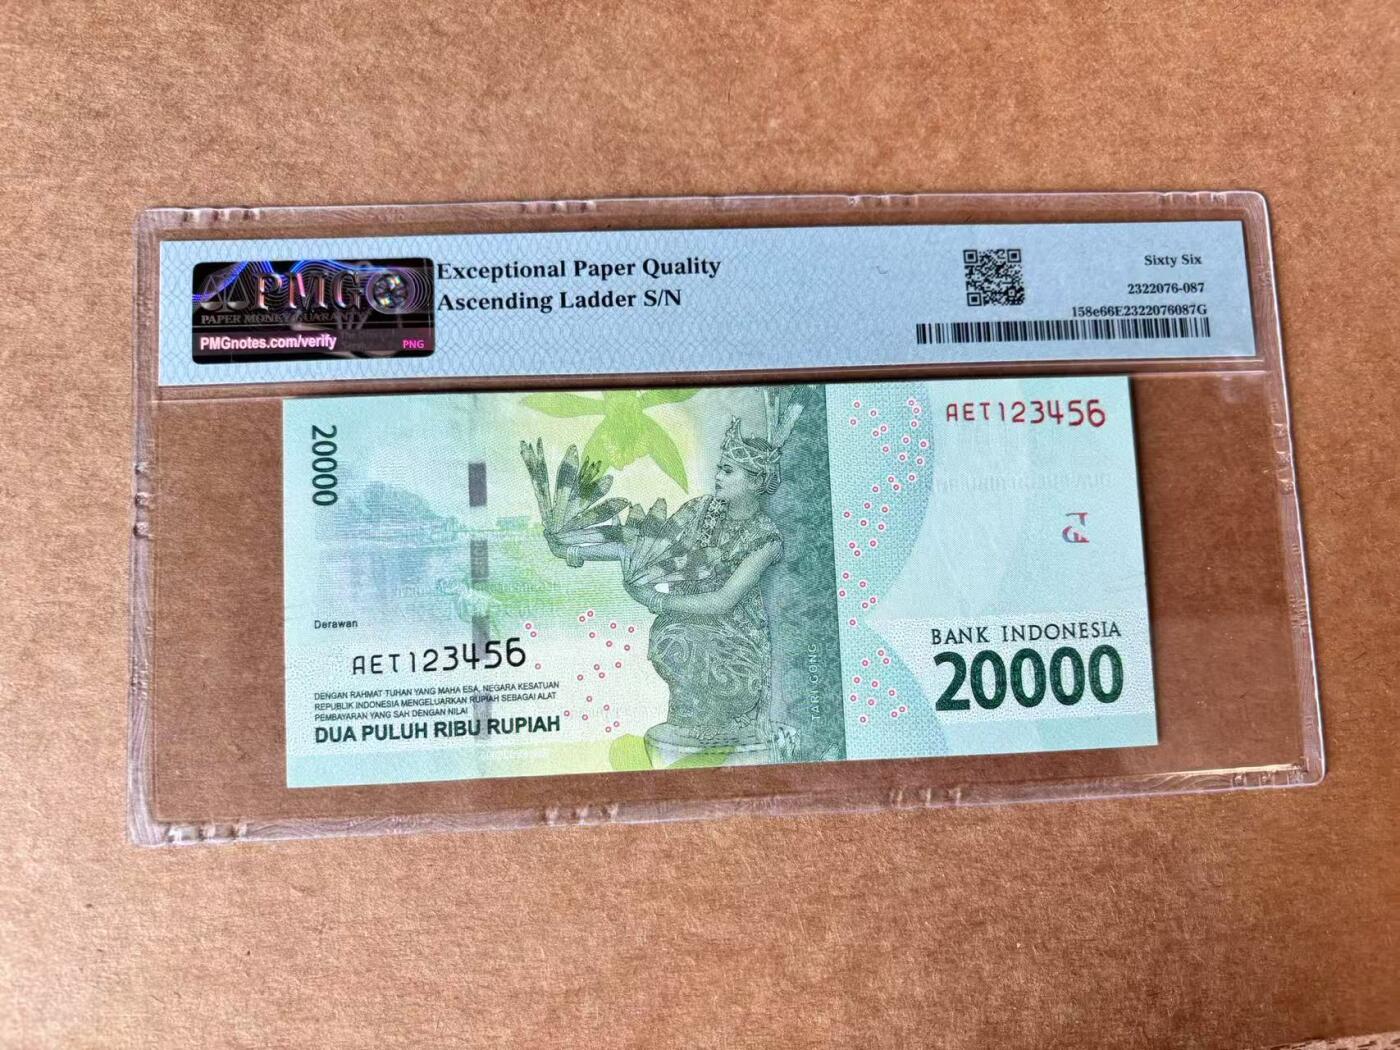 PMG
PAPER MONEY GUARANTY
PMGnotes.com/verify
PNG
Exceptional Paper Quality
Ascending Ladder S/N
Sixty Six
2322076-087
158e66E2322076087G
20000
AET123456
Derawan
AET123456
DENGAN RAHMAT TUHAN YANG MAHA ESA, NEGARA KESATUAN
REPUBLIK INDONESIA MENGELUARKAN RUPIAH SEBAGAI ALAT
PEMBAYARAN YANG SAH DENGAN NILAI
DUA PULUH RIBU RUPIAH
TARI GONG
BANK INDONESIA
20000